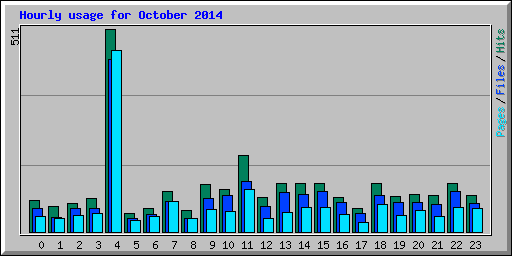 Hourly usage for October 2014
511
Pages / Files / Hits
0 1 2 3 4 5 6 7 8 9 10 11 12 13 14 15 16 17 18 19 20 21 22 23